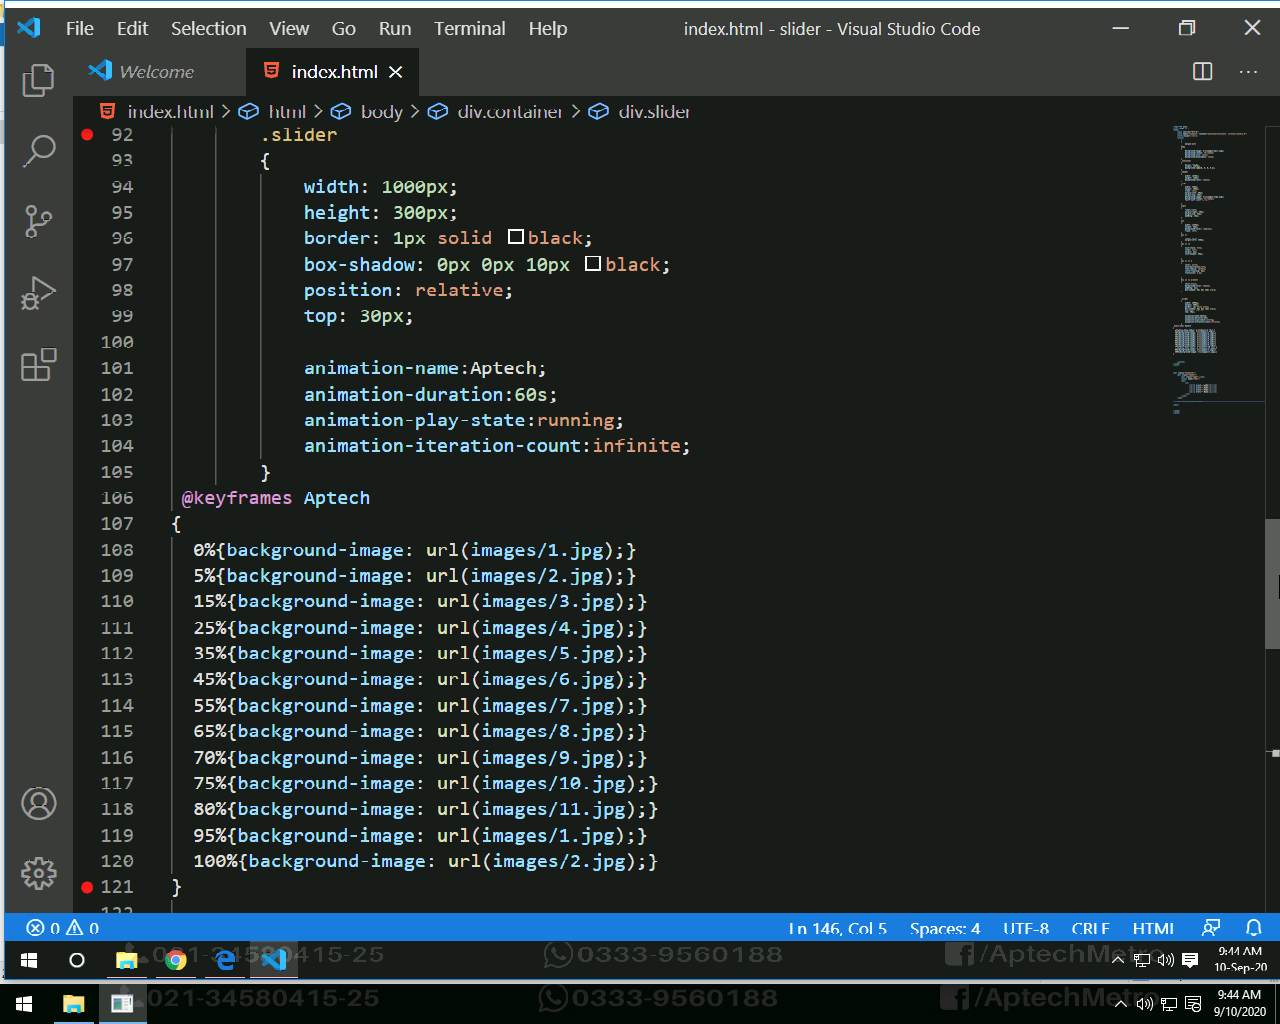 File Edit Selection View Go Run Terminal Help index.html - slider - Visual Studio Code
Welcome index.html
index.html > html > body > div.container > div.slider
92 .slider
93 {
94 width: 1000px;
95 height: 300px;
96 border: 1px solid black;
97 box-shadow: 0px 0px 10px black;
98 position: relative;
99 top: 30px;
100
101 animation-name:Aptech;
102 animation-duration:60s;
103 animation-play-state:running;
104 animation-iteration-count:infinite;
105 }
106 @keyframes Aptech
107 {
108 0%{background-image: url(images/1.jpg);}
109 5%{background-image: url(images/2.jpg);}
110 15%{background-image: url(images/3.jpg);}
111 25%{background-image: url(images/4.jpg);}
112 35%{background-image: url(images/5.jpg);}
113 45%{background-image: url(images/6.jpg);}
114 55%{background-image: url(images/7.jpg);}
115 65%{background-image: url(images/8.jpg);}
116 70%{background-image: url(images/9.jpg);}
117 75%{background-image: url(images/10.jpg);}
118 80%{background-image: url(images/11.jpg);}
119 95%{background-image: url(images/1.jpg);}
120 100%{background-image: url(images/2.jpg);}
121 }
122
0 0 Ln 146, Col 5 Spaces: 4 UTF-8 CRLF HTML
021-34580415-25 0333-9560188 /AptechMetro 9:44 AM
10-Sep-20
021-34580415-25 0333-9560188 /AptechMetro 9:44 AM
9/10/2020